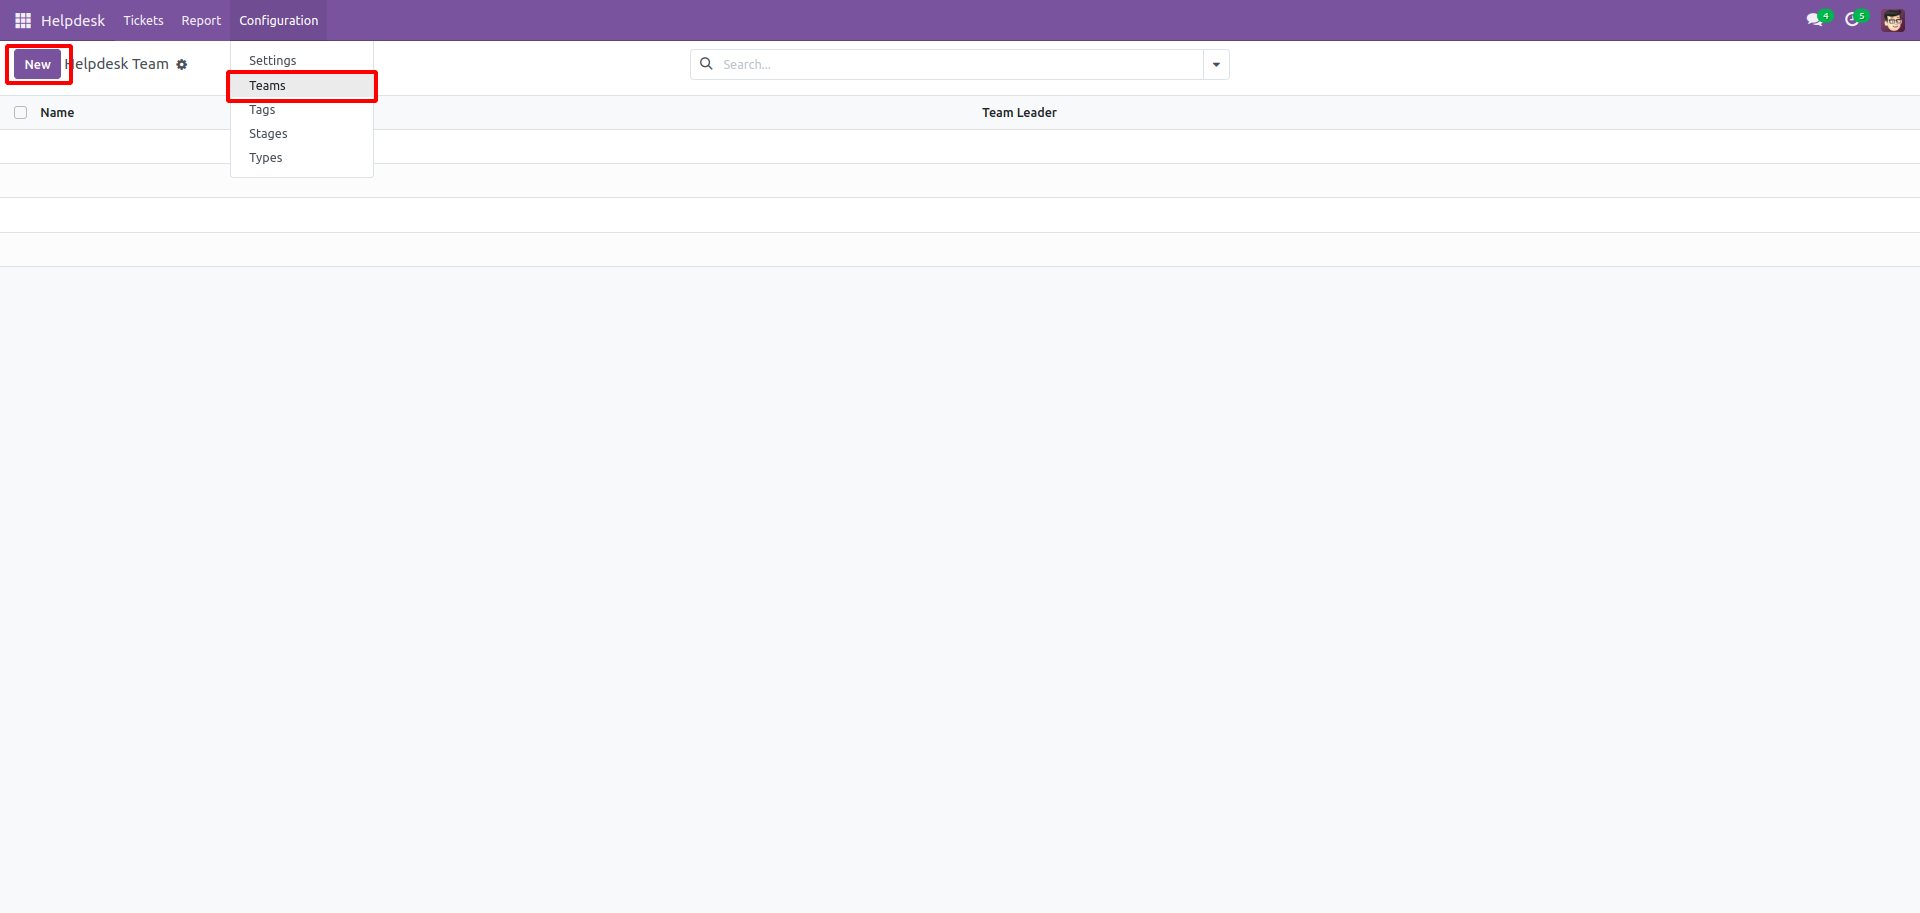 Helpdesk Tickets Report Configuration 4 5
New Helpdesk Team Search...
Settings
Teams
Tags
Stages
Types
Name Team Leader